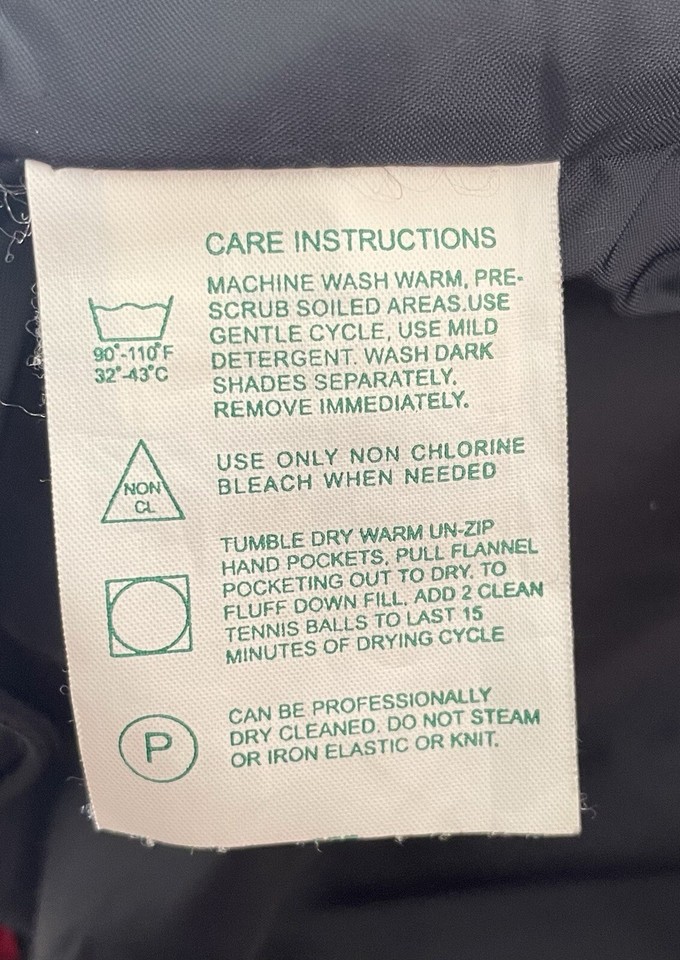 CARE INSTRUCTIONS
MACHINE WASH WARM, PRE-
SCRUB SOILED AREAS.USE
GENTLE CYCLE, USE MILD
DETERGENT. WASH DARK
SHADES SEPARATELY.
REMOVE IMMEDIATELY.
90°-110°F
32°-43°C
USE ONLY NON CHLORINE
BLEACH WHEN NEEDED
NON
CL
TUMBLE DRY WARM UN-ZIP
HAND POCKETS, PULL FLANNEL
POCKETING OUT TO DRY. TO
FLUFF DOWN FILL, ADD 2 CLEAN
TENNIS BALLS TO LAST 15
MINUTES OF DRYING CYCLE
P
CAN BE PROFESSIONALLY
DRY CLEANED. DO NOT STEAM
OR IRON ELASTIC OR KNIT.